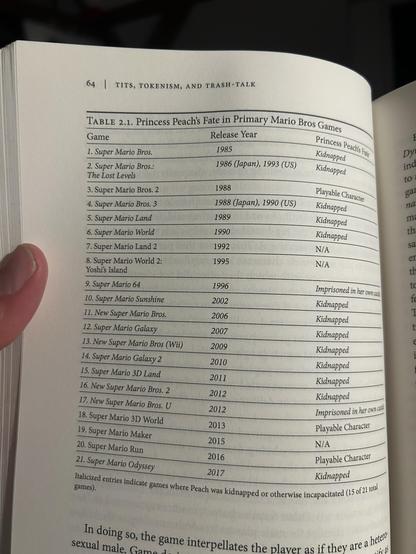 64 | TITS, TOKENISM, AND TRASH-TALK
TABLE 2.1. Princess Peach's Fate in Primary Mario Bros Games
Game Release Year Princess Peach's Fate
1. Super Mario Bros. 1985 Kidnapped
2. Super Mario Bros.: 1986 (Japan), 1993 (US) Kidnapped
The Lost Levels
3. Super Mario Bros. 2 1988 Playable Character
4. Super Mario Bros. 3 1988 (Japan), 1990 (US) Kidnapped
5. Super Mario Land 1989 Kidnapped
6. Super Mario World 1990 Kidnapped
7. Super Mario Land 2 1992 N/A
8. Super Mario World 2: 1995 N/A
Yoshi's Island
9. Super Mario 64 1996 Imprisoned in her own
10. Super Mario Sunshine 2002 Kidnapped
11. New Super Mario Bros. 2006 Kidnapped
12. Super Mario Galaxy 2007 Kidnapped
13. New Super Mario Bros (Wii) 2009 Kidnapped
14. Super Mario Galaxy 2 2010 Kidnapped
15. Super Mario 3D Land 2011 Kidnapped
16. New Super Mario Bros. 2 2012 Kidnapped
17. New Super Mario Bros. U 2012 Imprisoned in her own
18. Super Mario 3D World 2013 Playable Character
19. Super Mario Maker 2015 N/A
20. Super Mario Run 2016 Playable Character
21. Super Mario Odyssey 2017 Kidnapped
Italicized entries indicate games where Peach was kidnapped or otherwise incapacitated (15 of 21 total
games).
In doing so, the game interpellates the player as if they are a hetero-
sexual male. Game